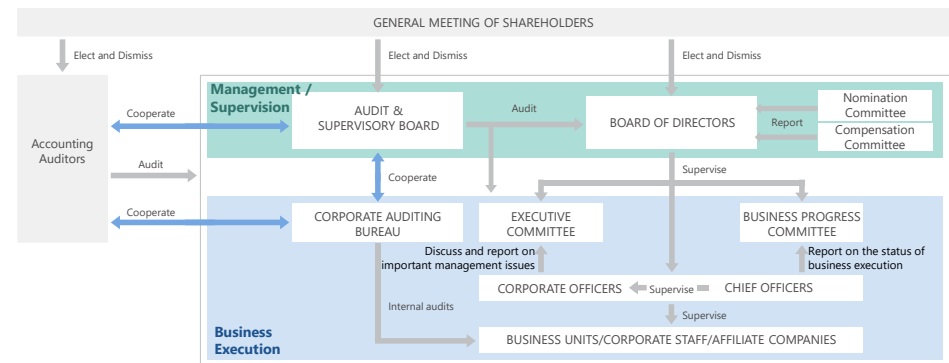 GENERAL MEETING OF SHAREHOLDERS
Elect and Dismiss
Elect and Dismiss
Elect and Dismiss
Management /
Supervision
Accounting
Auditors
Cooperate
AUDIT &
SUPERVISORY BOARD
Audit
BOARD OF DIRECTORS
Report
Nomination
Committee
Compensation
Committee
Audit
Cooperate
Supervise
Cooperate
CORPORATE AUDITING
BUREAU
EXECUTIVE
COMMITTEE
BUSINESS PROGRESS
COMMITTEE
Discuss and report on
important management issues
Report on the status of
business execution
CORPORATE OFFICERS
Supervise
CHIEF OFFICERS
Internal audits
Supervise
Business
Execution
BUSINESS UNITS/CORPORATE STAFF/AFFILIATE COMPANIES